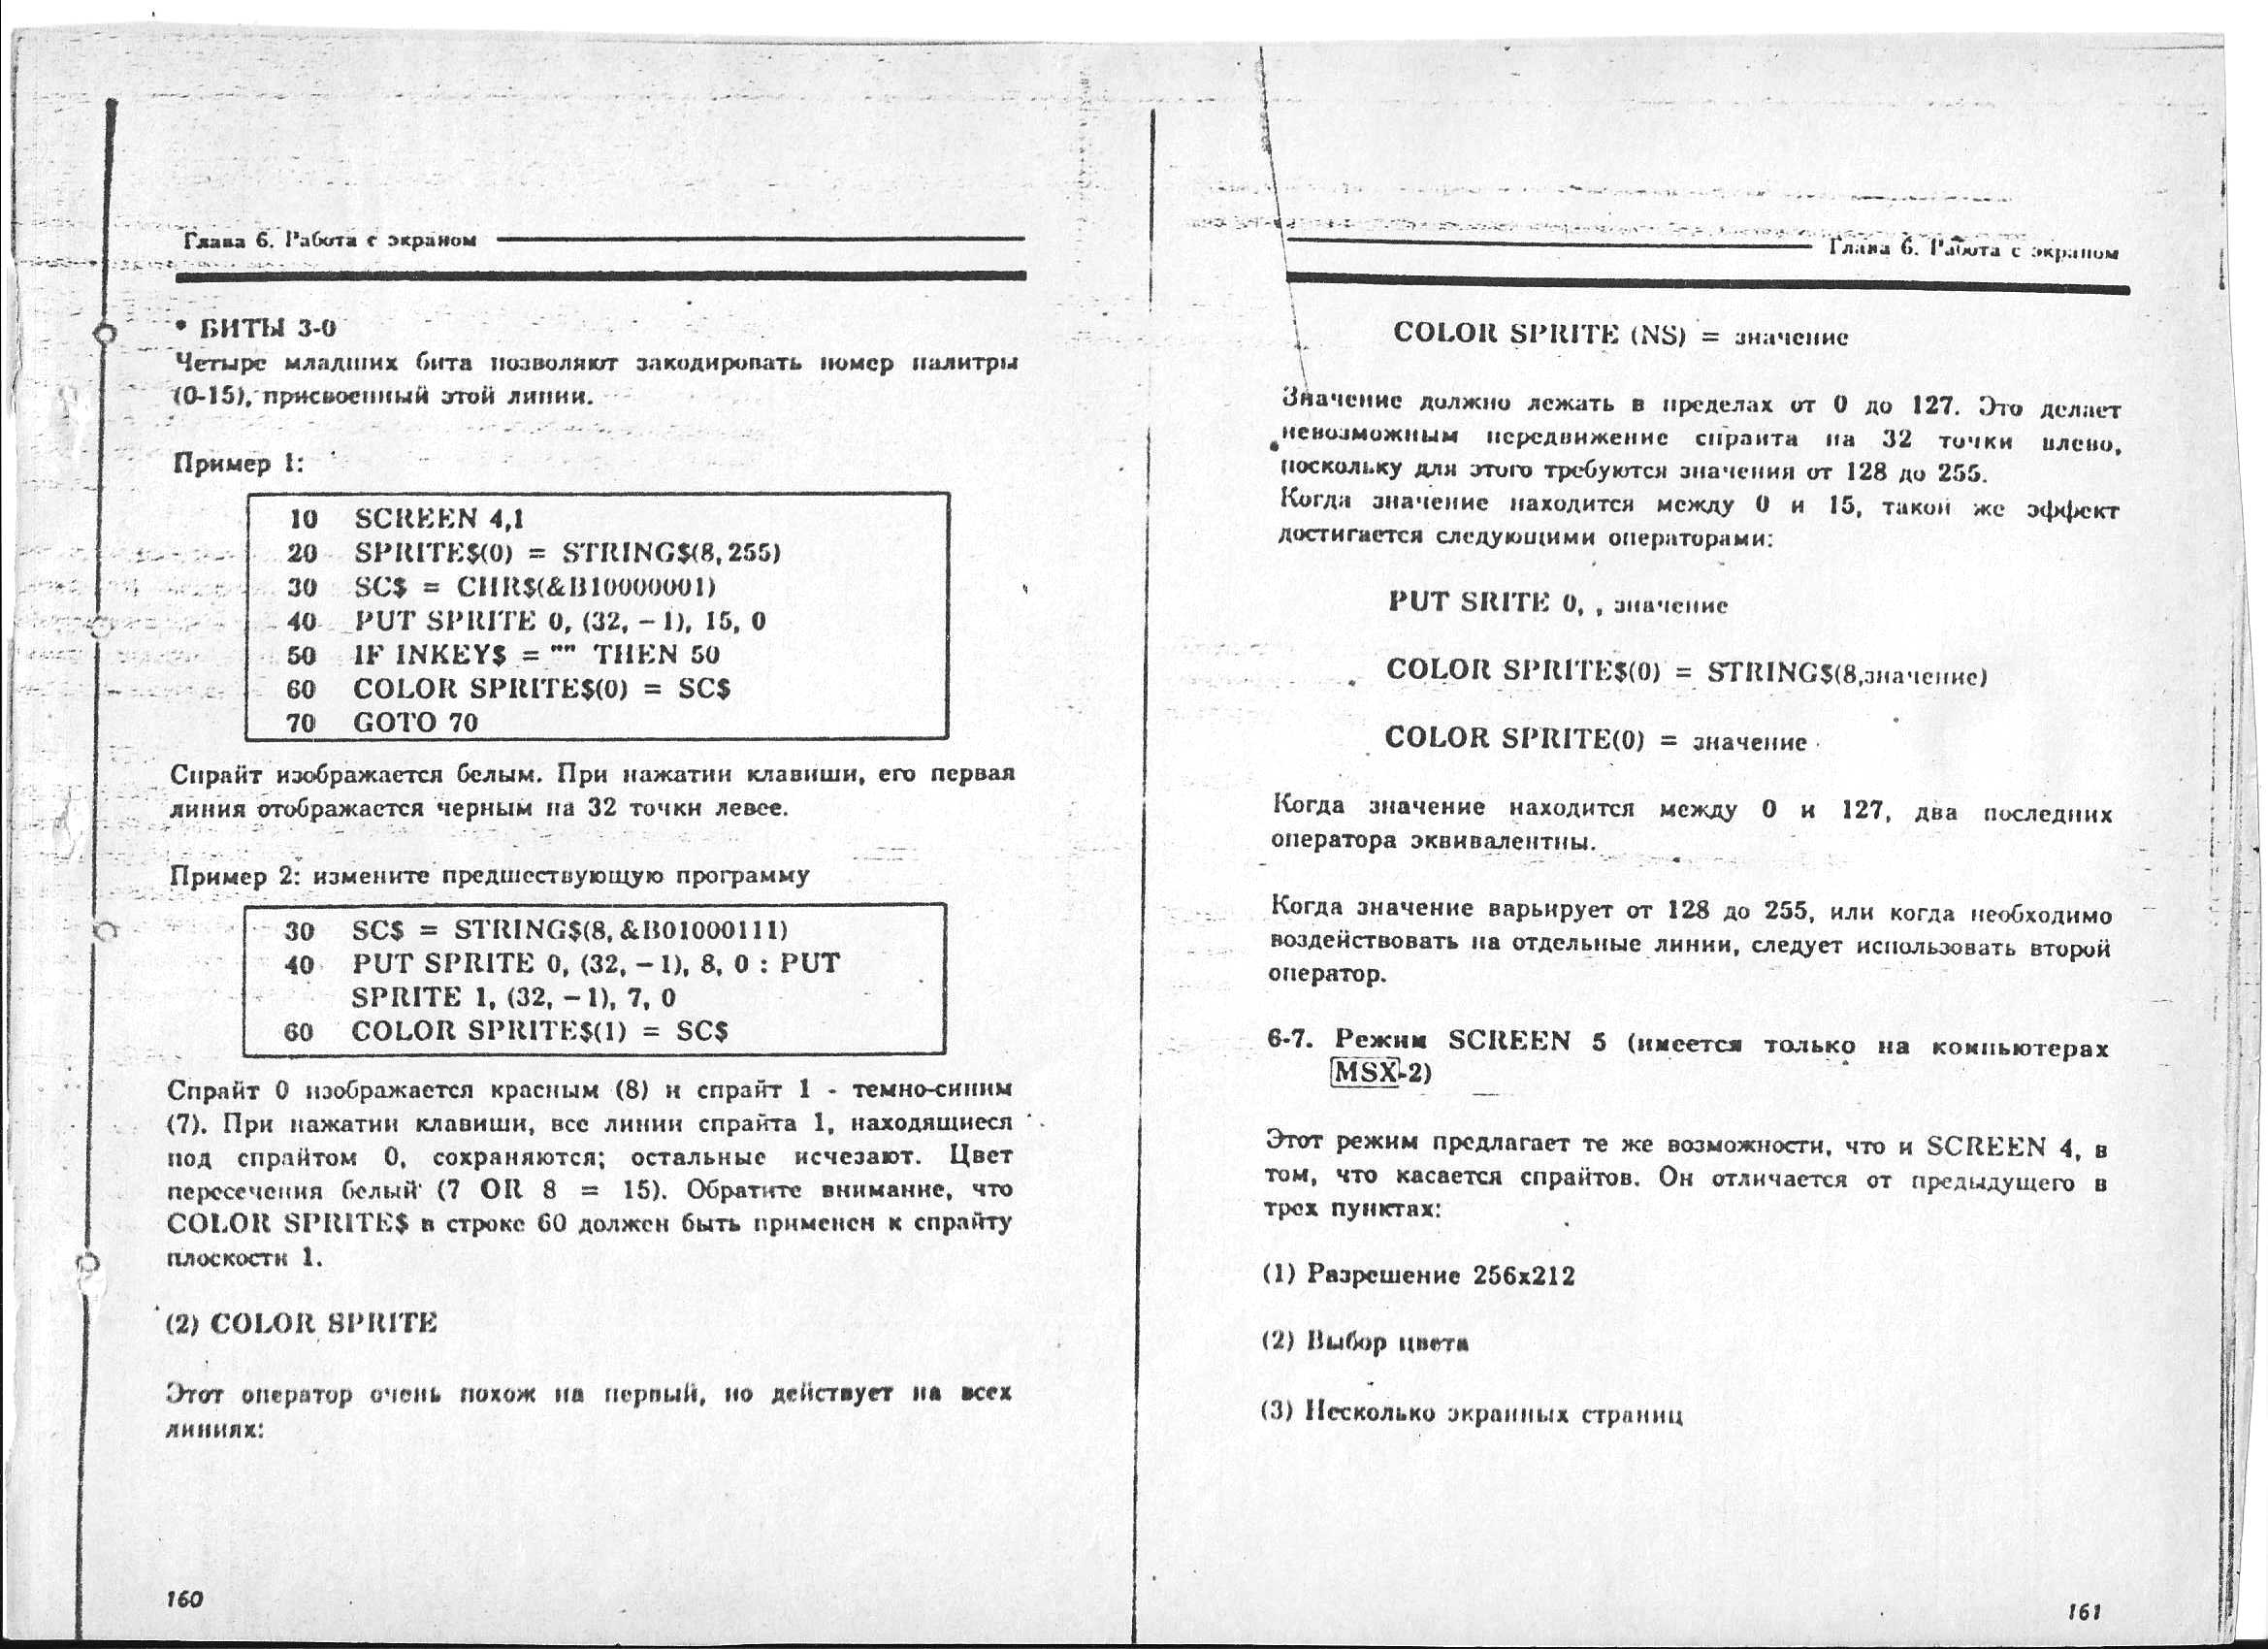 Глава 6. Работа с экраном
• БИТЫ 3-0
Четыре младших бита позволяют закодировать номер палитры
(0-15), присвоенный этой линии.
Пример 1:
10 SCREEN 4,1
20 SPRITE$(0) = STRING$(8,255)
30 SC$ = CHR$(&B10000001)
40 PUT SPRITE 0, (32, – 1), 15, 0
50 IF INKEY$ = "" THEN 50
60 COLOR SPRITE$(0) = SC$
70 GOTO 70
Спрайт изображается белым. При нажатии клавиши, его первая
линия отображается черным на 32 точки левее.
Пример 2: измените предшествующую программу
30 SC$ = STRING$(8, &B01000111)
40 PUT SPRITE 0, (32, – 1), 8, 0 : PUT
SPRITE 1, (32, – 1), 7, 0
60 COLOR SPRITE$(1) = SC$
Спрайт 0 изображается красным (8) и спрайт 1 - темно-синим
(7). При нажатии клавиши, все линии спрайта 1, находящиеся
под спрайтом 0, сохраняются; остальные исчезают. Цвет
пересечения белый (7 OR 8 = 15). Обратите внимание, что
COLOR SPRITE$ в строке 60 должен быть применен к спрайту
плоскости 1.
(2) COLOR SPRITE
Этот оператор очень похож на первый, но действует на всех
линиях:
160
Глава 6. Работа с экраном
COLOR SPRITE (NS) = значение
Значение должно лежать в пределах от 0 до 127. Это делает
невозможным передвижение спрайта на 32 точки влево,
поскольку для этого требуются значения от 128 до 255.
Когда значение находится между 0 и 15, такой же эффект
достигается следующими операторами:
PUT SRITE 0, , значение
COLOR SPRITE$(0) = STRING$(8,значение)
COLOR SPRITE(0) = значение
Когда значение находится между 0 и 127, два последних
оператора эквивалентны.
Когда значение варьирует от 128 до 255, или когда необходимо
воздействовать на отдельные линии, следует использовать второй
оператор.
6-7. Режим SCREEN 5 (имеется только на компьютерах
MSX-2)
Этот режим предлагает те же возможности, что и SCREEN 4, в
том, что касается спрайтов. Он отличается от предыдущего в
трех пунктах:
(1) Разрешение 256x212
(2) Выбор цвета
(3) Несколько экранных страниц
161